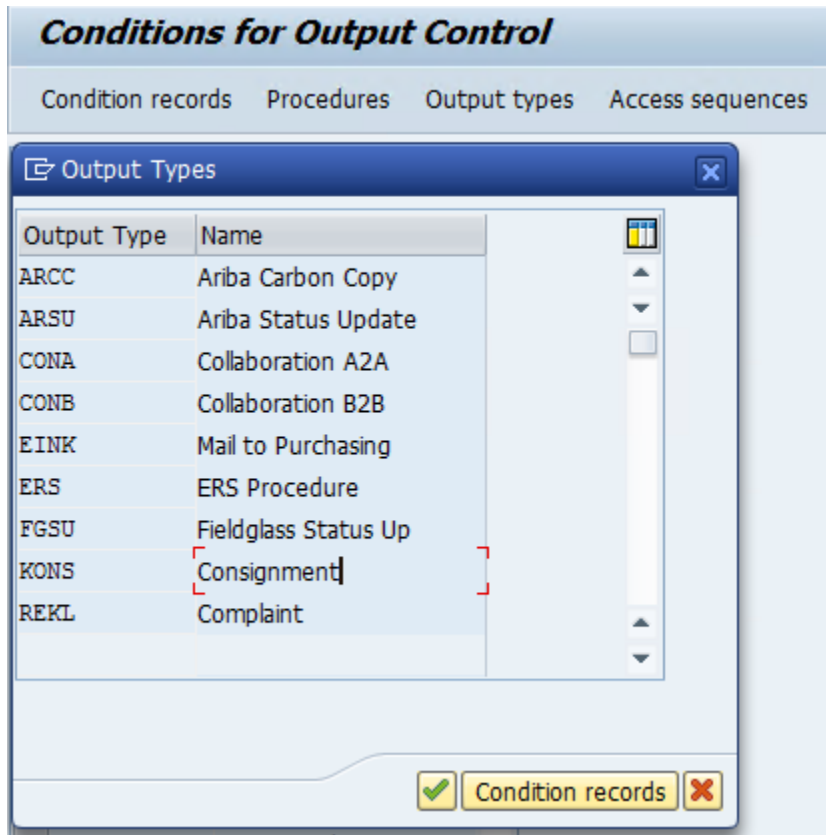 Conditions for Output Control
Condition records Procedures Output types Access sequences
Output Types
Output Type Name
ARCC Ariba Carbon Copy
ARSU Ariba Status Update
CONA Collaboration A2A
CONB Collaboration B2B
EINK Mail to Purchasing
ERS ERS Procedure
FGSU Fieldglass Status Up
KONS Consignment
REKL Complaint
Condition records